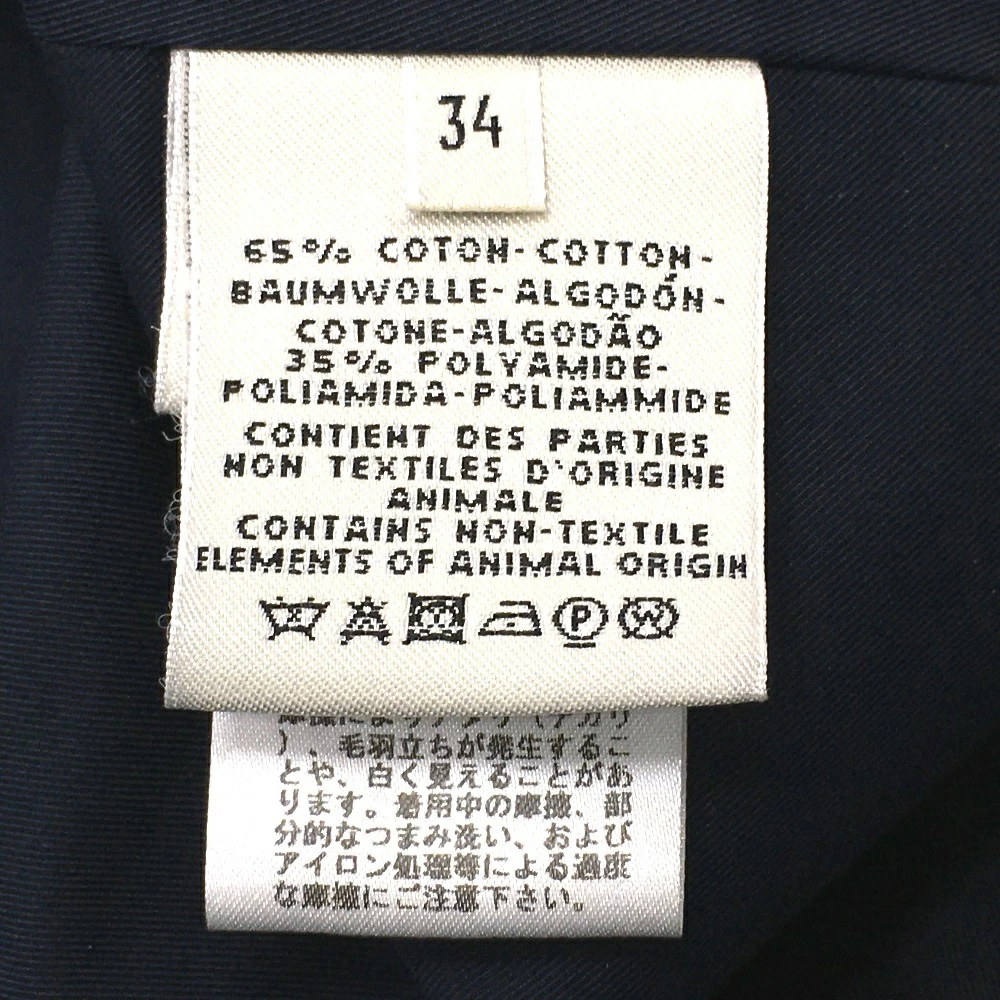 34
65% COTON-COTTON-
BAUMWOLLE-ALGODÓN-
COTONE-ALGODÃO
35% POLYAMIDE-
POLIAMIDA-POLIAMMIDE
CONTIENT DES PARTIES
NON TEXTILES D'ORIGINE
ANIMALE
CONTAINS NON-TEXTILE
ELEMENTS OF ANIMAL ORIGIN
P W
)、毛羽立ちが発生するこ
とや、白く見えることがあ
ります。着用中の摩擦、部
分的なつまみ洗い、および
アイロン処理等による過度
な摩擦にご注意下さい。